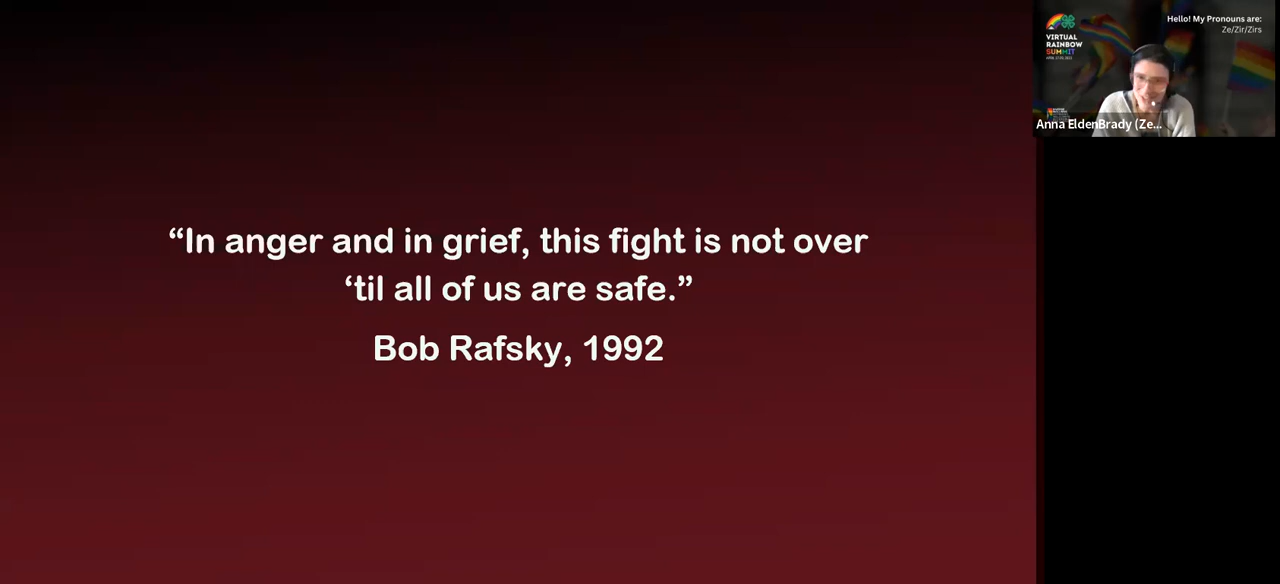 “In anger and in grief, this fight is not over
‘til all of us are safe.”
Bob Rafsky, 1992
VIRTUAL
RAINBOW
SUMMIT
Hello! My Pronouns are:
Ze/Zir/Zirs
Anna EldenBrady (Ze...